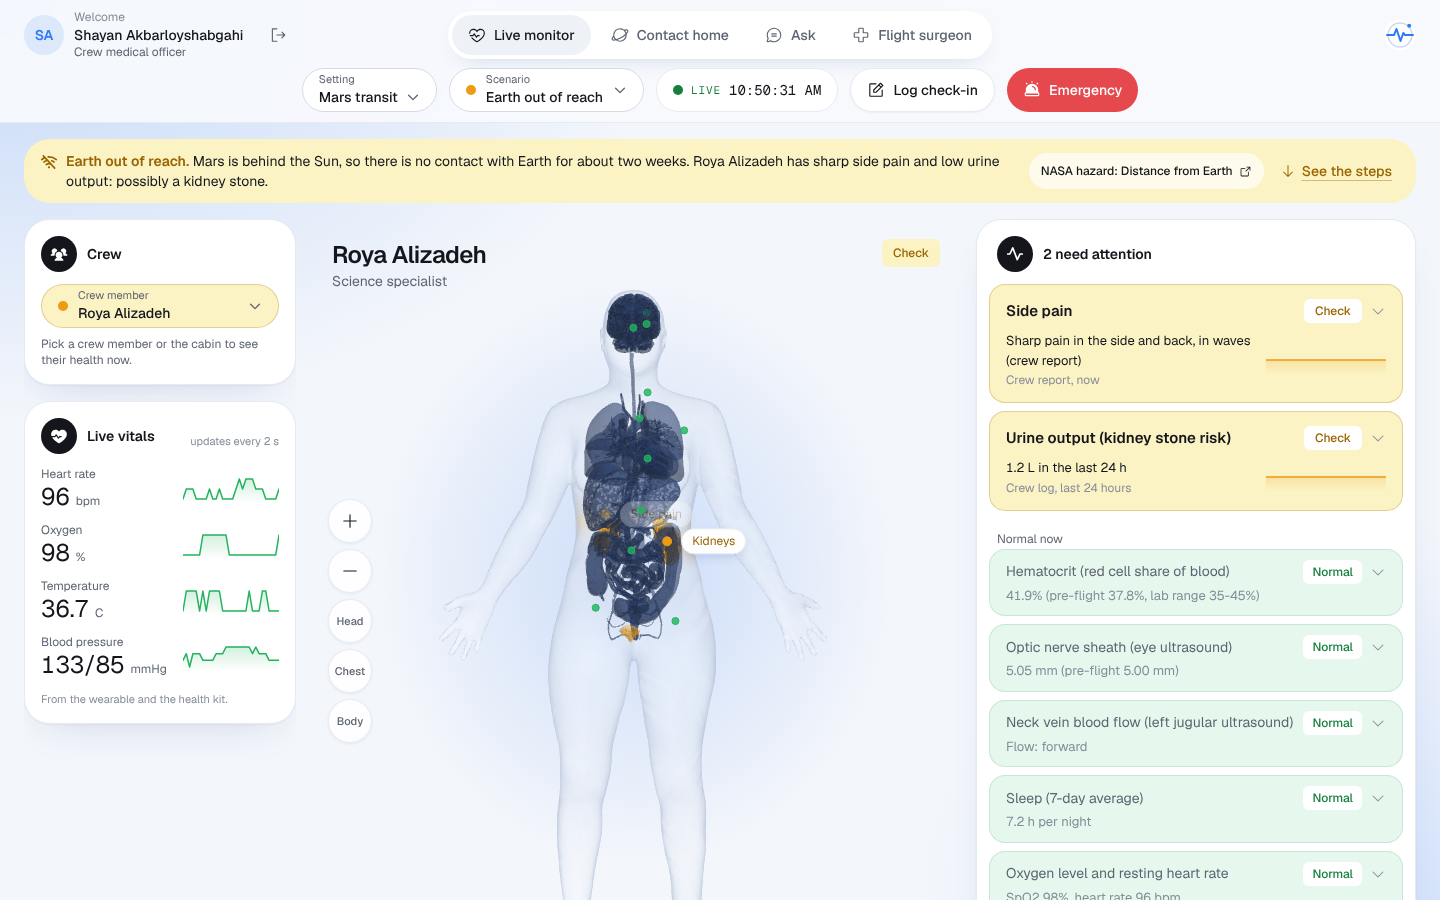 SA
Welcome
Shayan Akbarloyshabgahi
Crew medical officer
Live monitor
Contact home
Ask
Flight surgeon
Setting
Mars transit
Scenario
Earth out of reach
LIVE 10:50:31 AM
Log check-in
Emergency
Earth out of reach. Mars is behind the Sun, so there is no contact with Earth for about two weeks. Roya Alizadeh has sharp side pain and low urine
output: possibly a kidney stone.
NASA hazard: Distance from Earth
See the steps
Crew
Crew member
Roya Alizadeh
Pick a crew member or the cabin to see
their health now.
Live vitals
updates every 2 s
Heart rate
96 bpm
Oxygen
98 %
Temperature
36.7 C
Blood pressure
133/85 mmHg
From the wearable and the health kit.
Roya Alizadeh
Science specialist
Check
Side pain
Kidneys
Head
Chest
Body
2 need attention
Side pain
Check
Sharp pain in the side and back, in waves
(crew report)
Crew report, now
Urine output (kidney stone risk)
Check
1.2 L in the last 24 h
Crew log, last 24 hours
Normal now
Hematocrit (red cell share of blood)
Normal
41.9% (pre-flight 37.8%, lab range 35-45%)
Optic nerve sheath (eye ultrasound)
Normal
5.05 mm (pre-flight 5.00 mm)
Neck vein blood flow (left jugular ultrasound)
Normal
Flow: forward
Sleep (7-day average)
Normal
7.2 h per night
Oxygen level and resting heart rate
Normal
SpO2 98%, heart rate 96 bpm